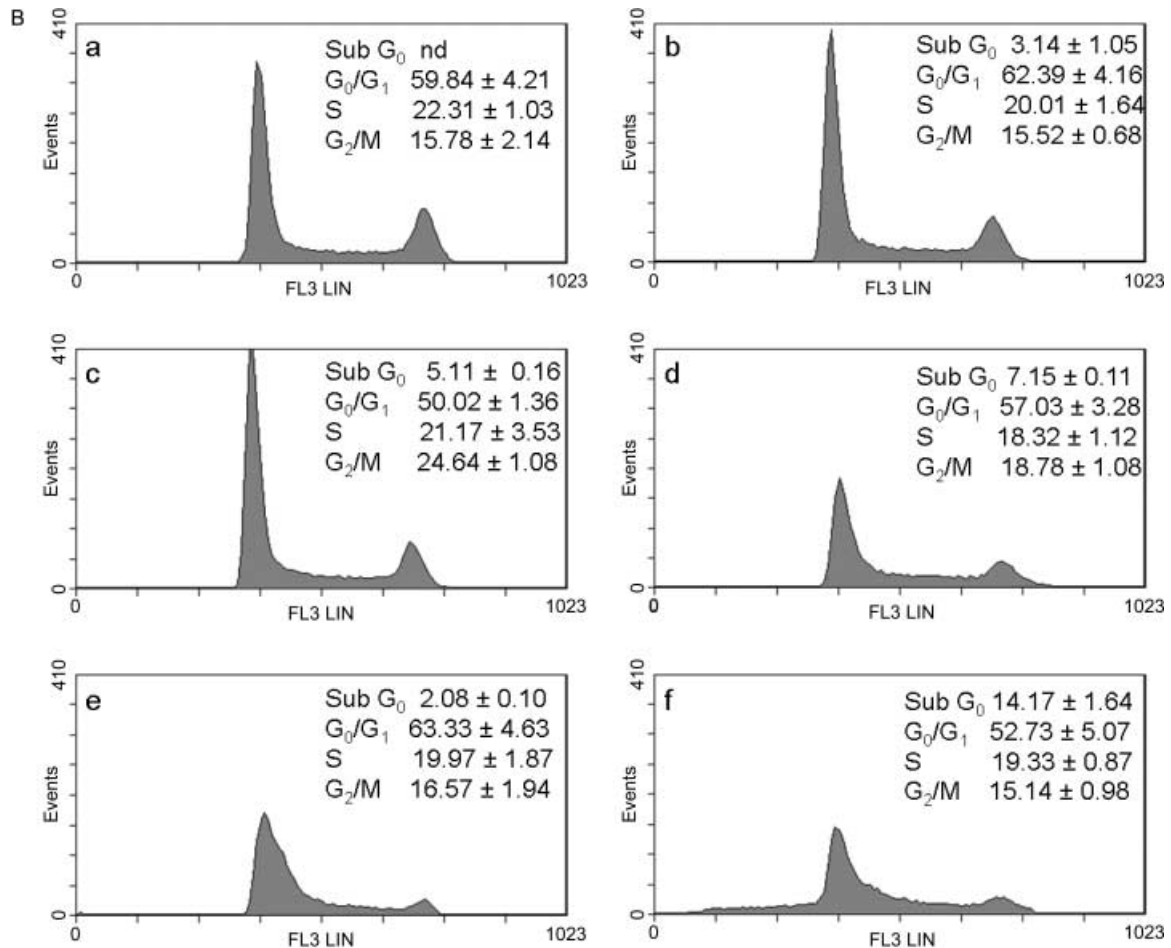 B
410
a
Sub G₀ nd
G₀/G₁ 59.84 ± 4.21
S 22.31 ± 1.03
G₂/M 15.78 ± 2.14
Events
0
0 FL3 LIN 1023
410
b
Sub G₀ 3.14 ± 1.05
G₀/G₁ 62.39 ± 4.16
S 20.01 ± 1.64
G₂/M 15.52 ± 0.68
Events
0
0 FL3 LIN 1023
410
c
Sub G₀ 5.11 ± 0.16
G₀/G₁ 50.02 ± 1.36
S 21.17 ± 3.53
G₂/M 24.64 ± 1.08
Events
0
0 FL3 LIN 1023
410
d
Sub G₀ 7.15 ± 0.11
G₀/G₁ 57.03 ± 3.28
S 18.32 ± 1.12
G₂/M 18.78 ± 1.08
Events
0
0 FL3 LIN 1023
410
e
Sub G₀ 2.08 ± 0.10
G₀/G₁ 63.33 ± 4.63
S 19.97 ± 1.87
G₂/M 16.57 ± 1.94
Events
0
0 FL3 LIN 1023
410
f
Sub G₀ 14.17 ± 1.64
G₀/G₁ 52.73 ± 5.07
S 19.33 ± 0.87
G₂/M 15.14 ± 0.98
Events
0
0 FL3 LIN 1023